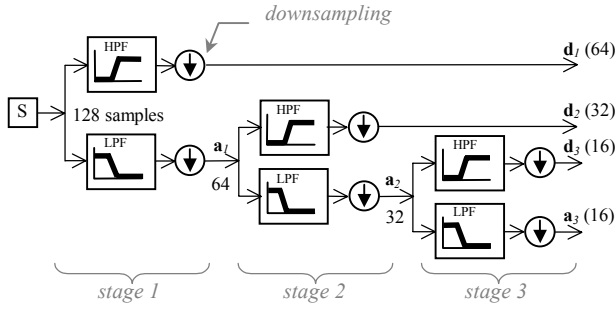 stage
downsampling
HPF
d1 (64)
S
128 samples
HPF
d2 (32)
LPF
a1
64
HPF
d3 (16)
LPF
a2
32
LPF
a3 (16)
stage 1
stage 2
stage 3